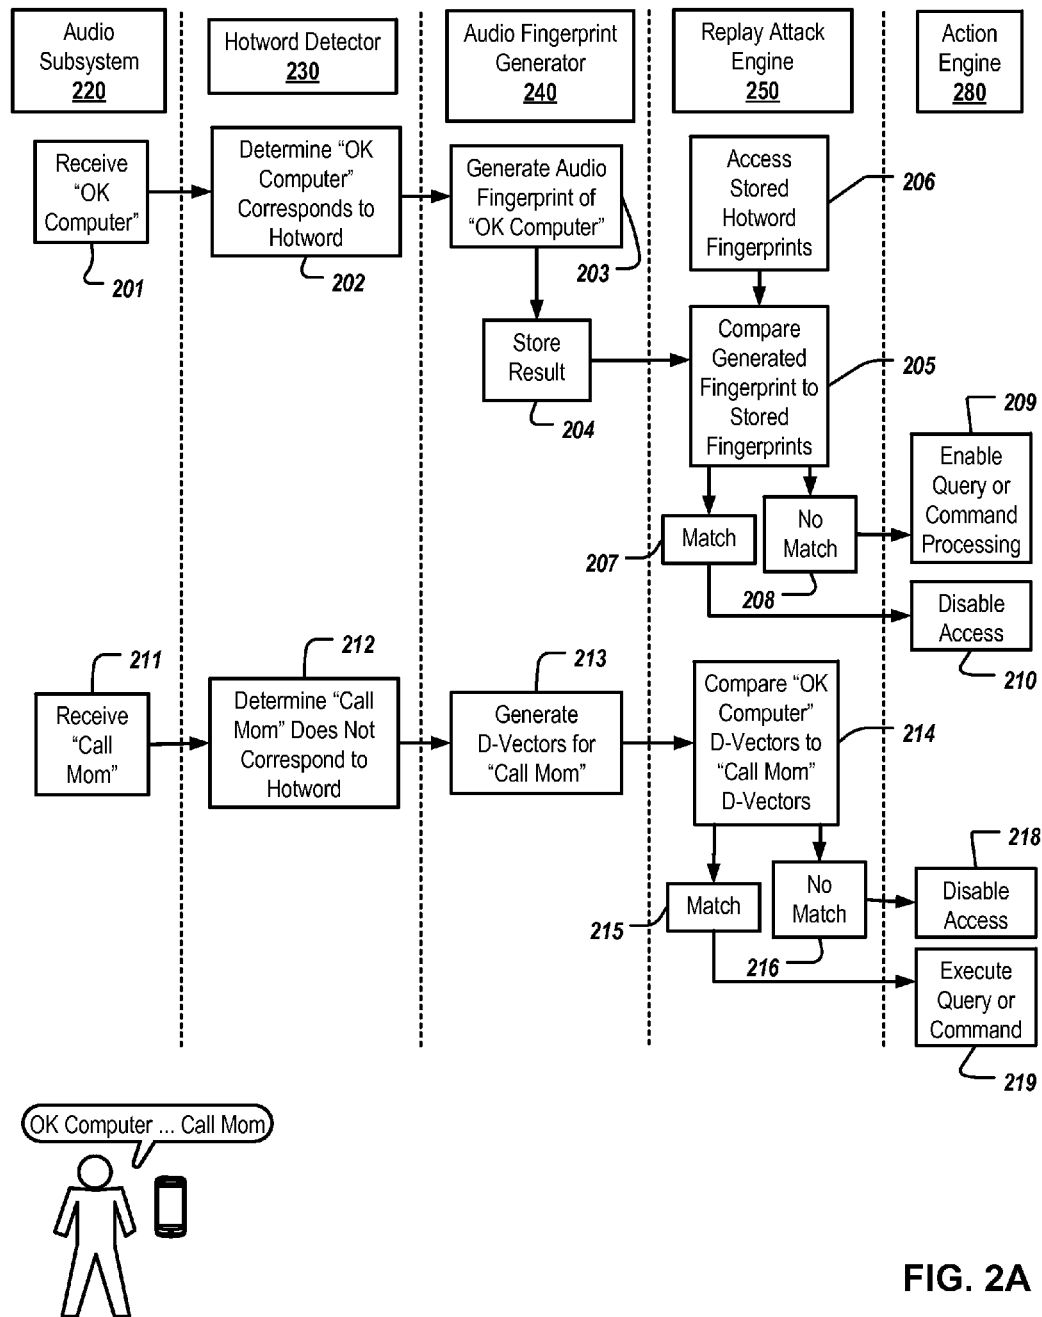 Audio
Subsystem
220
Hotword Detector
230
Audio Fingerprint
Generator
240
Replay Attack
Engine
250
Action
Engine
280
Receive
“OK
Computer”
201
Determine “OK
Computer”
Corresponds to
Hotword
202
Generate Audio
Fingerprint of
“OK Computer”
203
Access
Stored
Hotword
Fingerprints
206
Store
Result
204
Compare
Generated
Fingerprint to
Stored
Fingerprints
205
209
Enable
Query or
Command
Processing
Match
207
No
Match
208
Disable
Access
210
211
Receive
“Call
Mom”
212
Determine “Call
Mom” Does Not
Correspond to
Hotword
213
Generate
D-Vectors for
“Call Mom”
Compare “OK
Computer”
D-Vectors to
“Call Mom”
D-Vectors
214
218
Match
215
No
Match
216
Disable
Access
Execute
Query or
Command
219
OK Computer ... Call Mom
FIG. 2A